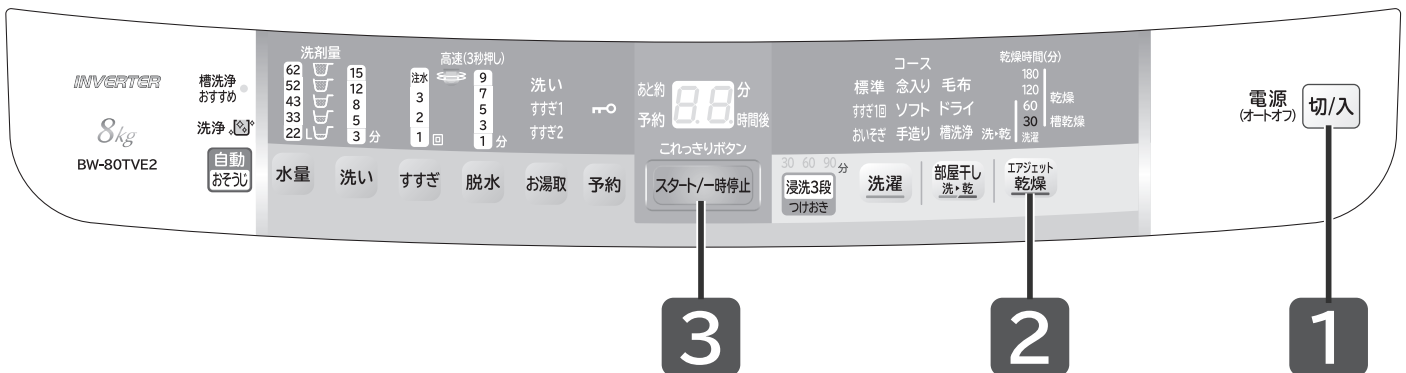 INVERTER
8kg
BW-80TVE2
槽洗浄
おすすめ
洗浄
自動
おそうじ
洗剤量
62
52
43
33
22 L
15
12
8
5
3 分
高速(3秒押し)
注水
3
2
1 回
9
7
5
3
1 分
洗い
すすぎ1
すすぎ2
あと約 88 分
予約 時間後
これっきりボタン
コース
標準 念入り 毛布
すすぎ1回 ソフト ドライ
おいそぎ 手造り 槽洗浄 洗・乾
乾燥時間(分)
180
120
60
30
乾燥
槽乾燥
洗濯
水量 洗い すすぎ 脱水 お湯取 予約
スタート/一時停止
30 60 90 分
浸洗3段
つけおき
洗濯
部屋干し
洗▸乾
エアジェット
乾燥
電源
(オートオフ)
切/入
3 2 1